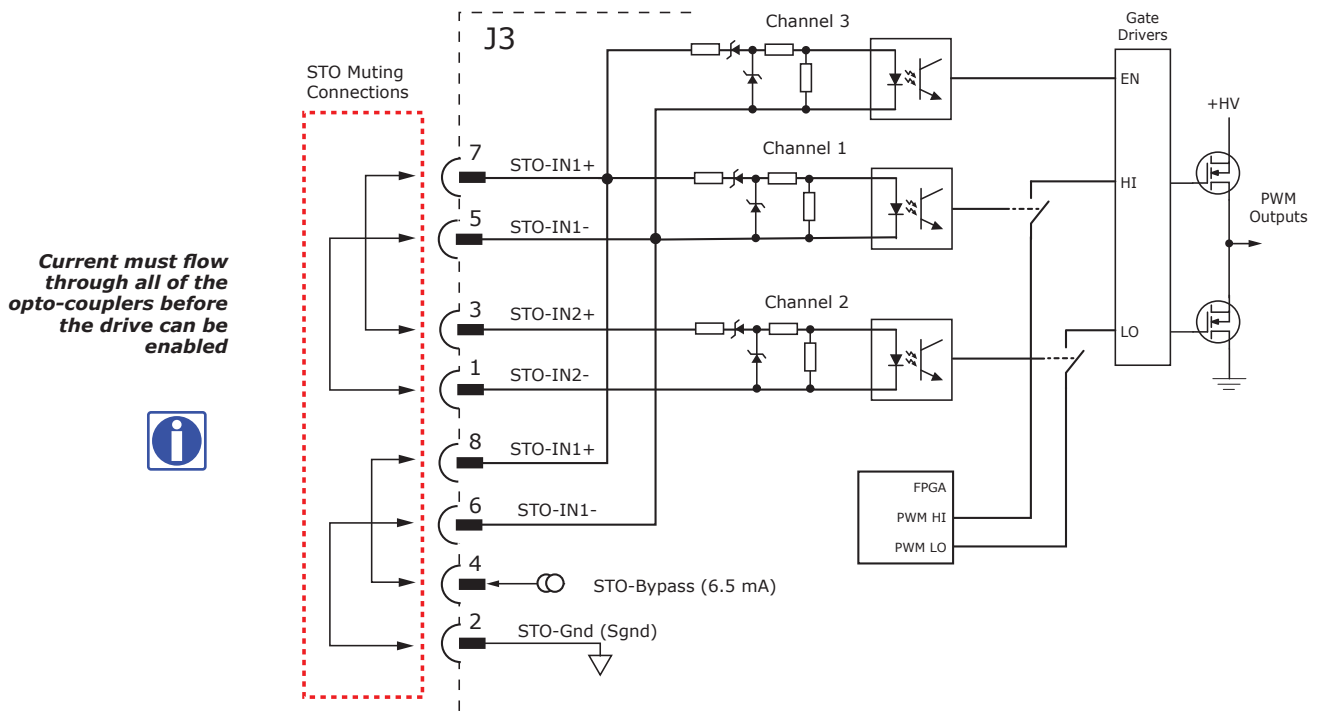 J3
Channel 3
Gate
Drivers
STO Muting
Connections
EN
+HV
7
STO-IN1+
Channel 1
HI
5
STO-IN1-
PWM
Outputs
Current must flow
through all of the
opto-couplers before
the drive can be
enabled
3
STO-IN2+
Channel 2
LO
1
STO-IN2-
8
STO-IN1+
i
FPGA
6
STO-IN1-
PWM HI
PWM LO
4
STO-Bypass (6.5 mA)
2
STO-Gnd (Sgnd)